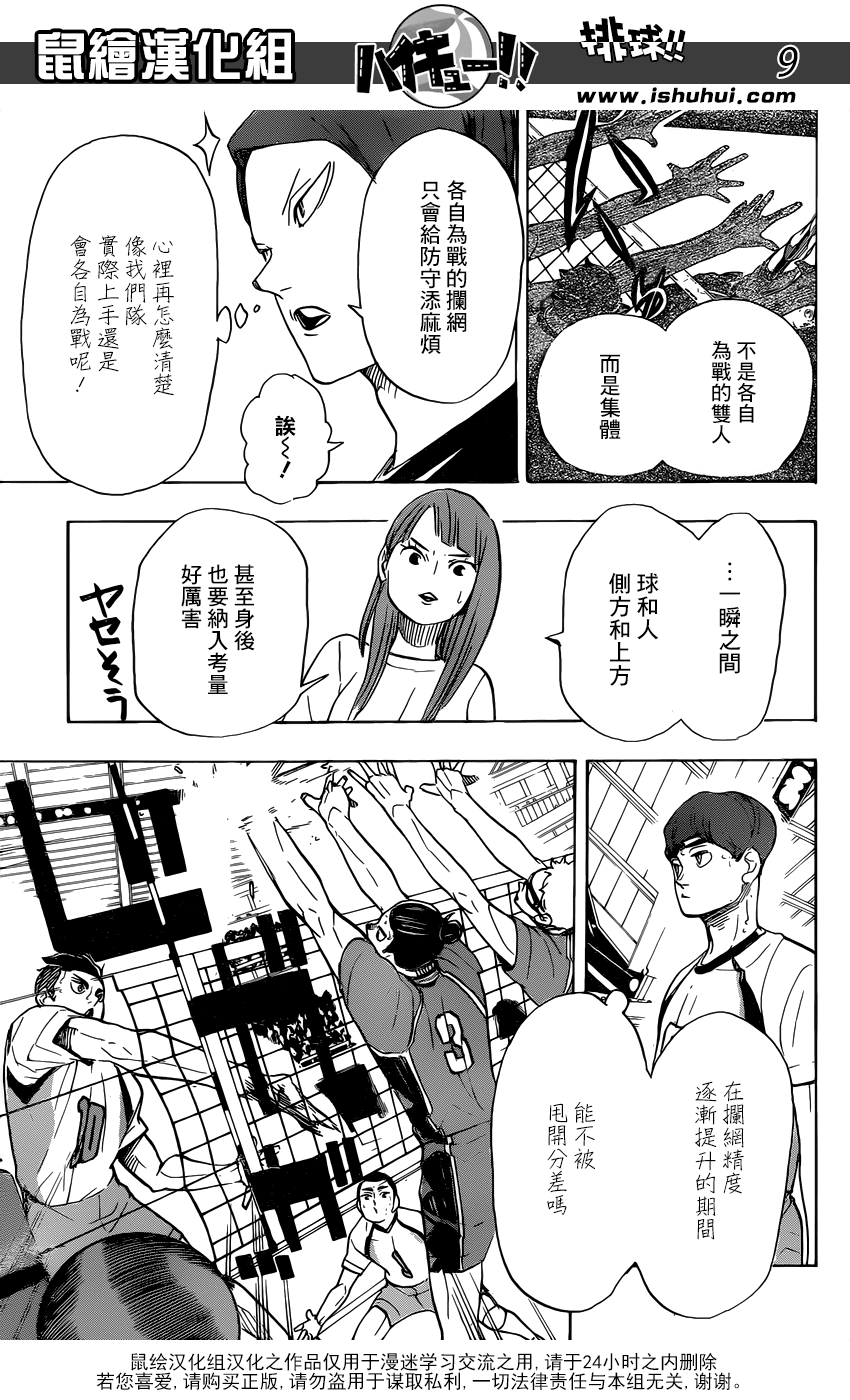 鼠繪漢化組
ハイキュー!!
排球!!
9
www.ishuhui.com
不是各自
為戰的雙人
而是集體
各自為戰的攔網
只會給防守添麻煩
心裡再怎麼清楚
像我們隊
實際上手還是
會各自為戰呢！
誒～！
…一瞬之間
球和人
側方和上方
甚至身後
也要納入考量
好厲害
ヤセそう
在攔網精度
逐漸提升的期間
能不被
甩開分差嗎
3
鼠绘汉化组汉化之作品仅用于漫迷学习交流之用, 请于24小时之内删除
若您喜爱, 请购买正版, 请勿盗用于谋取私利, 一切法律责任与本组无关, 谢谢。